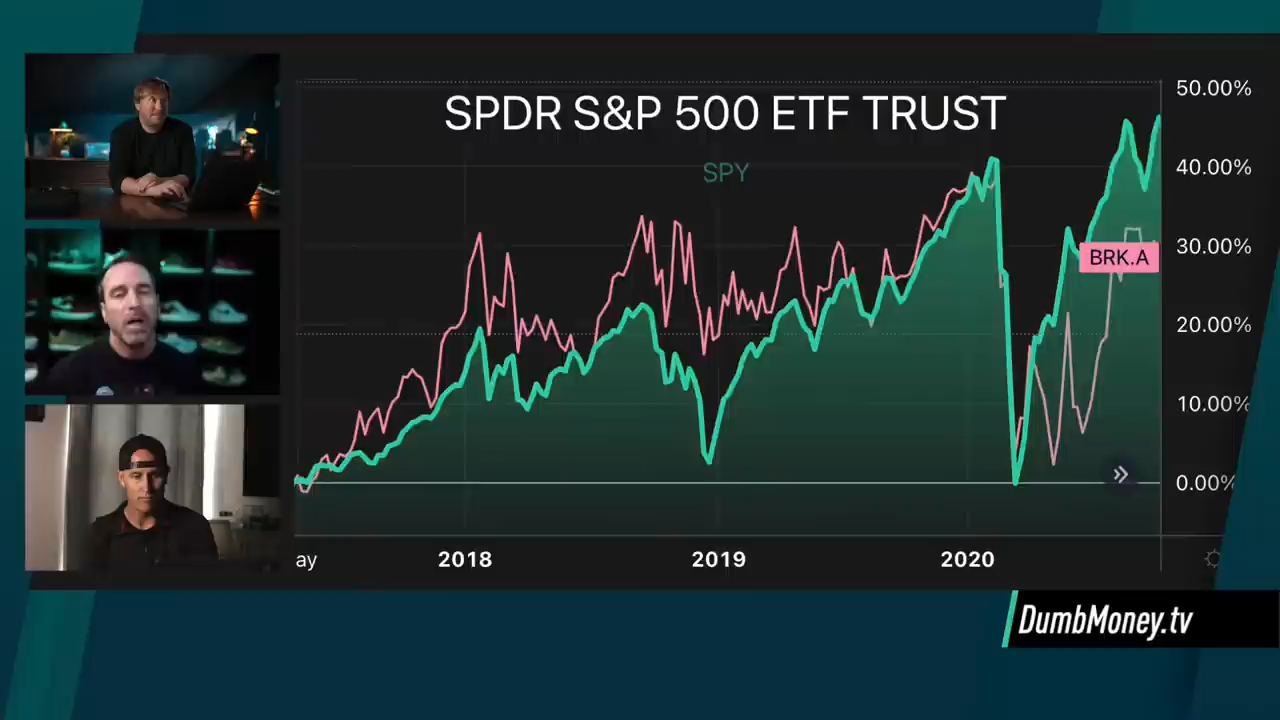 SPDR S&P 500 ETF TRUST
SPY
50.00%
40.00%
30.00%
BRK.A
20.00%
10.00%
0.00%
»
ay
2018
2019
2020
DumbMoney.tv